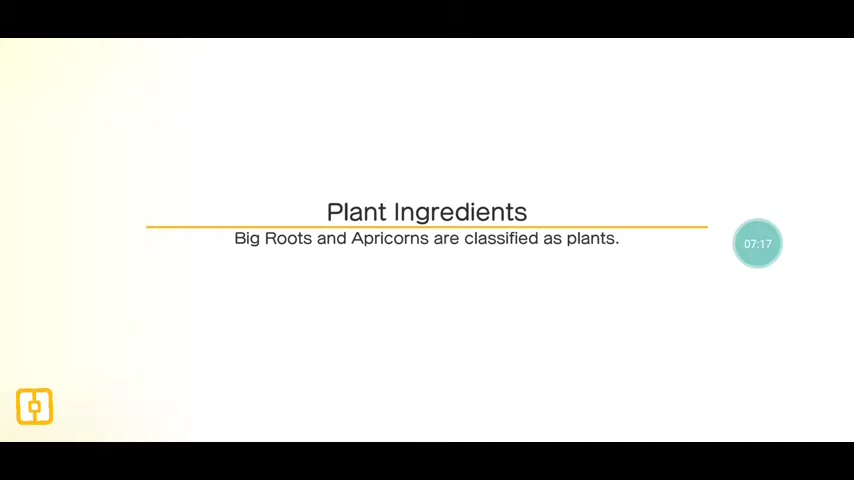 Plant Ingredients
Big Roots and Apricorns are classified as plants.
07:17